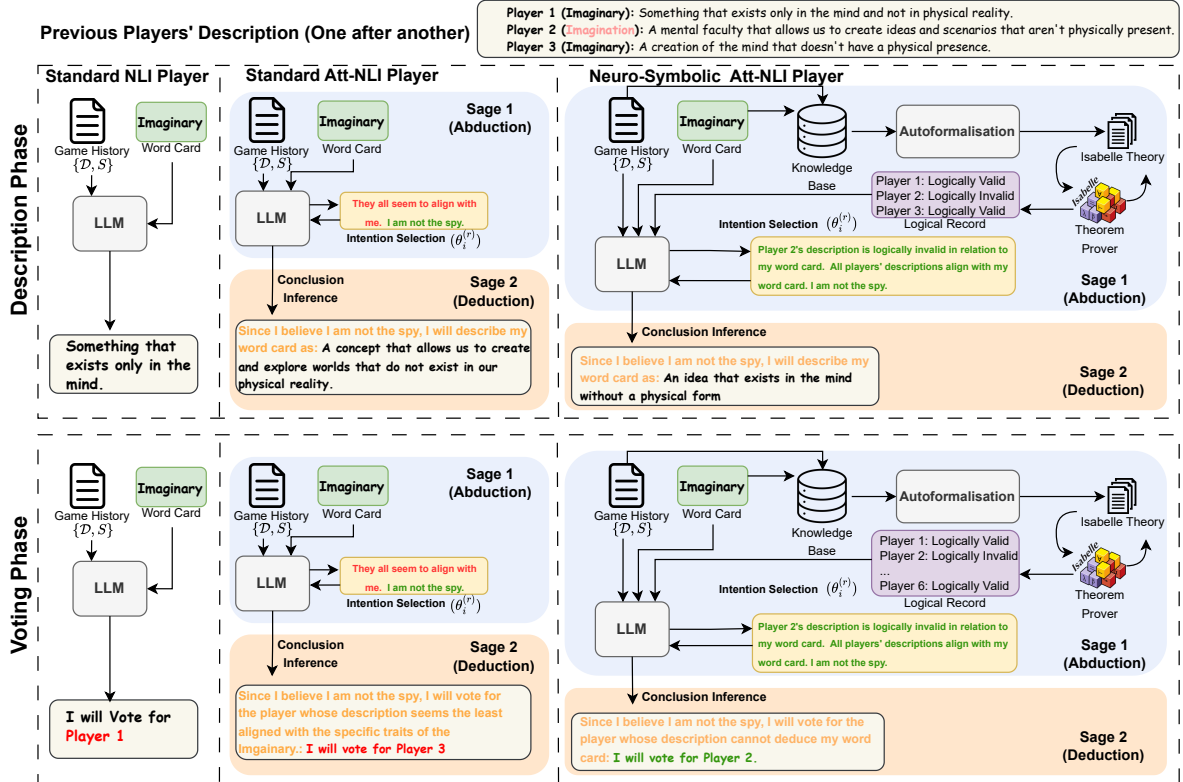 Previous Players' Description (One after another)
Player 1 (Imaginary): Something that exists only in the mind and not in physical reality.
Player 2 (Imagination): A mental faculty that allows us to create ideas and scenarios that aren't physically present.
Player 3 (Imaginary): A creation of the mind that doesn't have a physical presence.
Description Phase
Standard NLI Player
Game History
{D, S}
Imaginary
Word Card
LLM
Something that
exists only in the
mind.
Standard Att-NLI Player
Sage 1
(Abduction)
Game History
{D, S}
Imaginary
Word Card
LLM
They all seem to align with
me. I am not the spy.
Intention Selection (θ_i^(r))
Conclusion
Inference
Sage 2
(Deduction)
Since I believe I am not the spy, I will describe my
word card as: A concept that allows us to create
and explore worlds that do not exist in our
physical reality.
Neuro-Symbolic Att-NLI Player
Game History
{D, S}
Imaginary
Word Card
Knowledge
Base
Autoformalisation
Isabelle Theory
Isabelle
Theorem
Prover
Player 1: Logically Valid
Player 2: Logically Invalid
Player 3: Logically Valid
Logical Record
Intention Selection (θ_i^(r))
LLM
Player 2's description is logically invalid in relation to
my word card. All players' descriptions align with my
word card. I am not the spy.
Sage 1
(Abduction)
Conclusion Inference
Since I believe I am not the spy, I will describe my
word card as: An idea that exists in the mind
without a physical form
Sage 2
(Deduction)
Voting Phase
Game History
{D, S}
Imaginary
Word Card
LLM
I will Vote for
Player 1
Sage 1
(Abduction)
Game History
{D, S}
Imaginary
Word Card
LLM
They all seem to align with
me. I am not the spy.
Intention Selection (θ_i^(r))
Conclusion
Inference
Sage 2
(Deduction)
Since I believe I am not the spy, I will vote for
the player whose description seems the least
aligned with the specific traits of the
Imgainary.: I will vote for Player 3
Game History
{D, S}
Imaginary
Word Card
Knowledge
Base
Autoformalisation
Isabelle Theory
Isabelle
Theorem
Prover
Player 1: Logically Valid
Player 2: Logically Invalid
...
Player 6: Logically Valid
Logical Record
Intention Selection (θ_i^(r))
LLM
Player 2's description is logically invalid in relation to
my word card. All players' descriptions align with my
word card. I am not the spy.
Sage 1
(Abduction)
Conclusion Inference
Since I believe I am not the spy, I will vote for the
player whose description cannot deduce my word
card: I will vote for Player 2.
Sage 2
(Deduction)